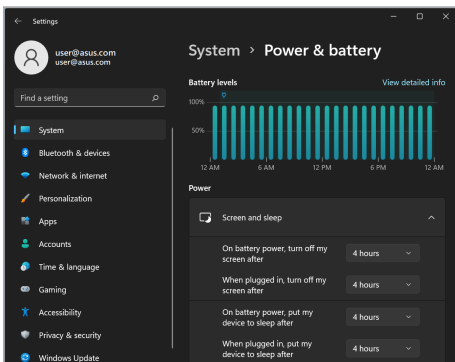 Settings
user@asus.com
user@asus.com
Find a setting
System
Bluetooth & devices
Network & internet
Personalization
Apps
Accounts
Time & language
Gaming
Accessibility
Privacy & security
Windows Update
System > Power & battery
Battery levels
View detailed info
100%
50%
12 AM 6 AM 12 PM 6 PM 12 AM
Power
Screen and sleep
On battery power, turn off my
screen after
4 hours
When plugged in, turn off my
screen after
4 hours
On battery power, put my
device to sleep after
4 hours
When plugged in, put my
device to sleep after
4 hours